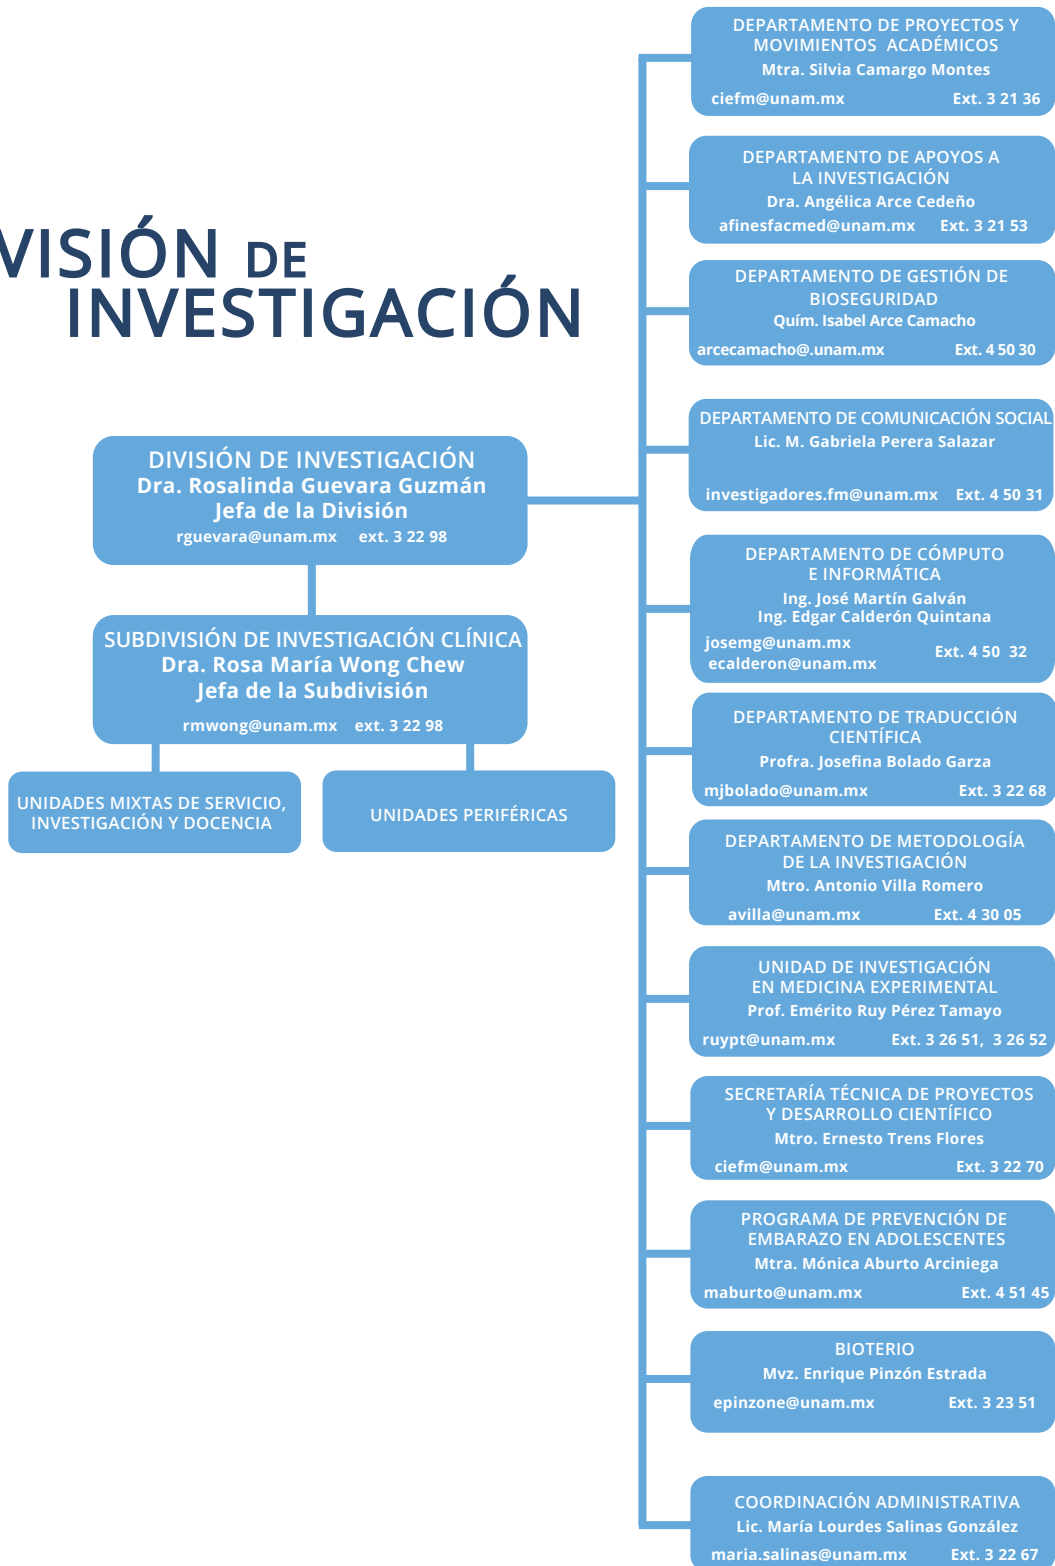 VISIÓN DE
INVESTIGACIÓN
DIVISIÓN DE INVESTIGACIÓN
Dra. Rosalinda Guevara Guzmán
Jefa de la División
rguevara@unam.mx ext. 3 22 98
SUBDIVISIÓN DE INVESTIGACIÓN CLÍNICA
Dra. Rosa María Wong Chew
Jefa de la Subdivisión
rmwong@unam.mx ext. 3 22 98
UNIDADES MIXTAS DE SERVICIO,
INVESTIGACIÓN Y DOCENCIA
UNIDADES PERIFÉRICAS
DEPARTAMENTO DE PROYECTOS Y
MOVIMIENTOS ACADÉMICOS
Mtra. Silvia Camargo Montes
ciefm@unam.mx Ext. 3 21 36
DEPARTAMENTO DE APOYOS A
LA INVESTIGACIÓN
Dra. Angélica Arce Cedeño
afinesfacmed@unam.mx Ext. 3 21 53
DEPARTAMENTO DE GESTIÓN DE
BIOSEGURIDAD
Quím. Isabel Arce Camacho
arcecamacho@.unam.mx Ext. 4 50 30
DEPARTAMENTO DE COMUNICACIÓN SOCIAL
Lic. M. Gabriela Perera Salazar
investigadores.fm@unam.mx Ext. 4 50 31
DEPARTAMENTO DE CÓMPUTO
E INFORMÁTICA
Ing. José Martín Galván
Ing. Edgar Calderón Quintana
josemg@unam.mx
ecalderon@unam.mx Ext. 4 50 32
DEPARTAMENTO DE TRADUCCIÓN
CIENTÍFICA
Profra. Josefina Bolado Garza
mjbolado@unam.mx Ext. 3 22 68
DEPARTAMENTO DE METODOLOGÍA
DE LA INVESTIGACIÓN
Mtro. Antonio Villa Romero
avilla@unam.mx Ext. 4 30 05
UNIDAD DE INVESTIGACIÓN
EN MEDICINA EXPERIMENTAL
Prof. Emérito Ruy Pérez Tamayo
ruypt@unam.mx Ext. 3 26 51, 3 26 52
SECRETARÍA TÉCNICA DE PROYECTOS
Y DESARROLLO CIENTÍFICO
Mtro. Ernesto Trens Flores
ciefm@unam.mx Ext. 3 22 70
PROGRAMA DE PREVENCIÓN DE
EMBARAZO EN ADOLESCENTES
Mtra. Mónica Aburto Arciniega
maburto@unam.mx Ext. 4 51 45
BIOTERIO
Mvz. Enrique Pinzón Estrada
epinzone@unam.mx Ext. 3 23 51
COORDINACIÓN ADMINISTRATIVA
Lic. María Lourdes Salinas González
maria.salinas@unam.mx Ext. 3 22 67